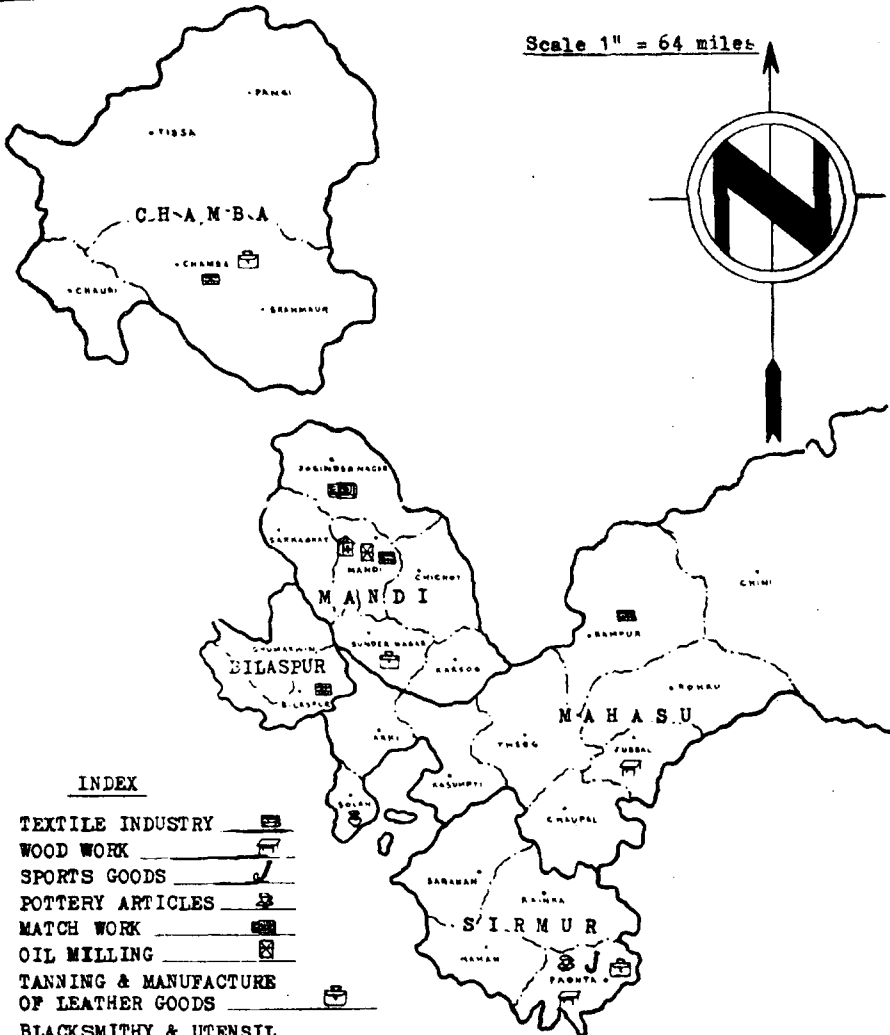 Scale 1" = 64 miles
N
PANGI
TISSA
CHAMBA
CHAMBA
CHAURI
BRAHMAUR
JOGINDERNAGAR
SARKAGHAT
MANDI
CHICHOT
CHINI
MANDI
RAMPUR
SUNDER NAGAR
KARSOG
BILASPUR
ROHRU
BILASPUR
MAHASU
ARKI
THEOG
JUBBAL
KASUMPTI
SOLAN
CHAUPAL
INDEX
TEXTILE INDUSTRY
WOOD WORK
SPORTS GOODS
POTTERY ARTICLES
MATCH WORK
OIL MILLING
TANNING & MANUFACTURE
OF LEATHER GOODS
BLACKSMITHY & UTENSIL
SIRMUR
PAONTA